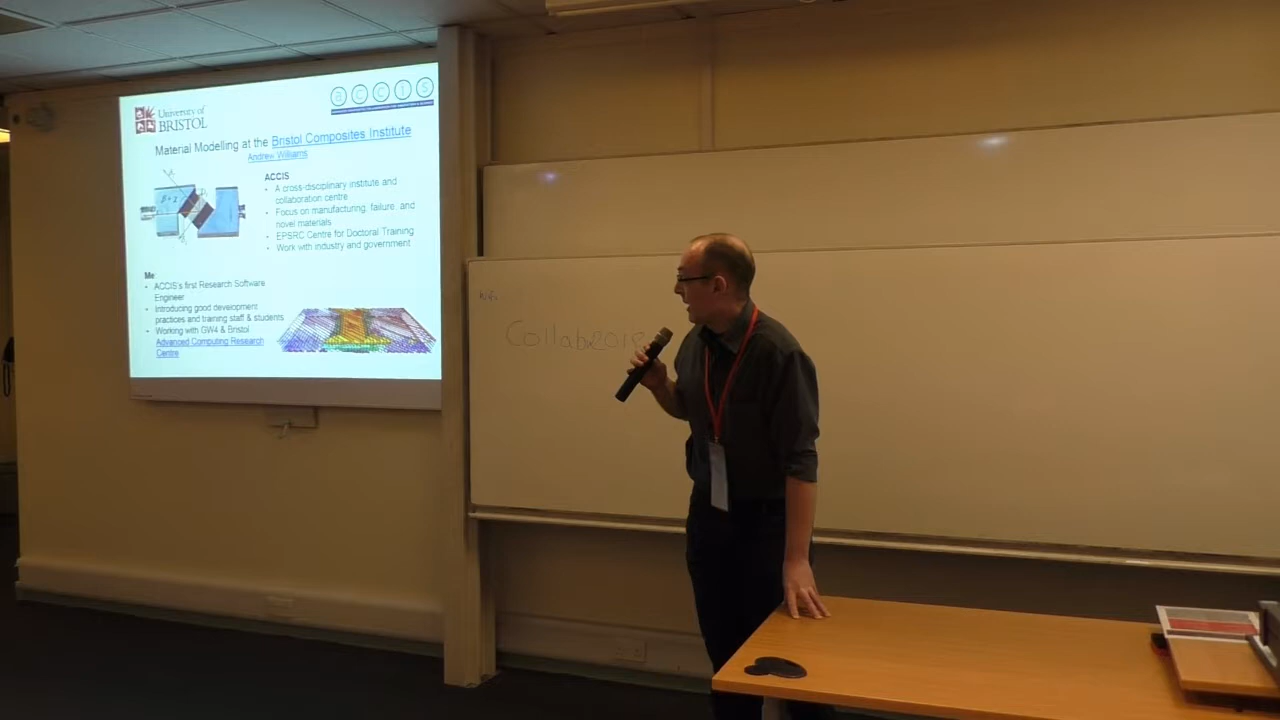 University of
BRISTOL
accis
Material Modelling at the Bristol Composites Institute
Andrew Williams
ACCIS
• A cross-disciplinary institute and
collaboration centre
• Focus on manufacturing, failure, and
novel materials
• EPSRC Centre for Doctoral Training
• Work with industry and government
Me
• ACCIS's first Research Software
Engineer
• Introducing good development
practices and training staff & students
• Working with GW4 & Bristol
Advanced Computing Research
Centre